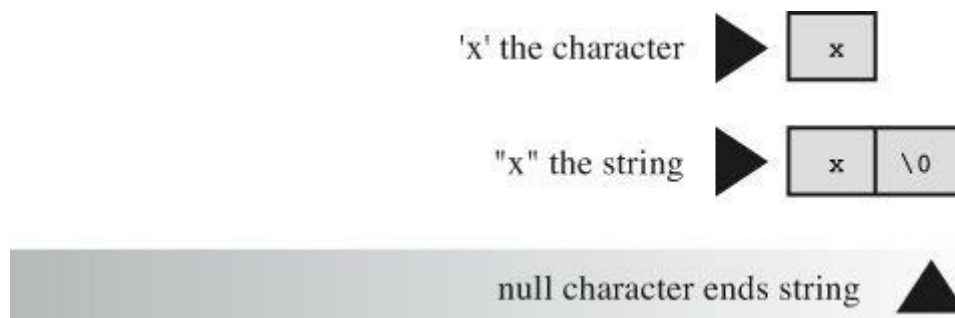 'x' the character x
"x" the string x \0
null character ends string